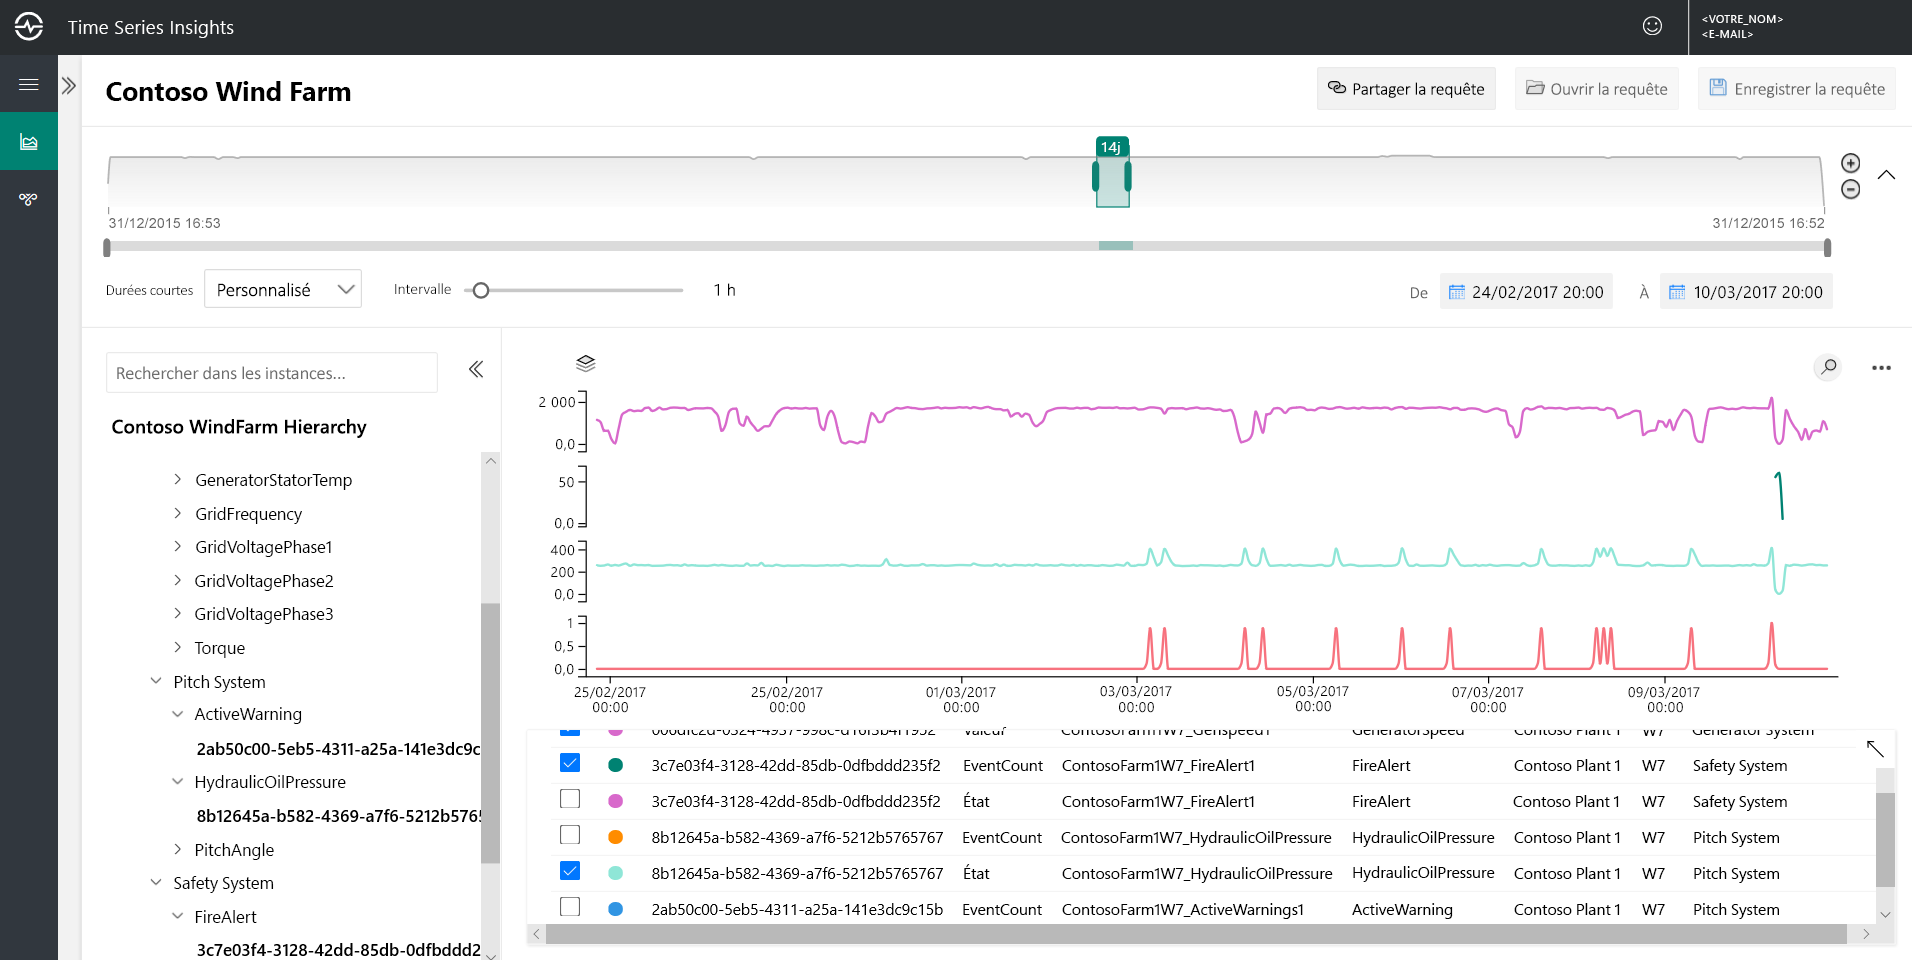 Time Series Insights
<VOTRE_NOM>
<E-MAIL>
Contoso Wind Farm
Partager la requête
Ouvrir la requête
Enregistrer la requête
14j
31/12/2015 16:53
31/12/2015 16:52
Durées courtes
Personnalisé
Intervalle
1 h
De
24/02/2017 20:00
À
10/03/2017 20:00
Rechercher dans les instances...
Contoso WindFarm Hierarchy
GeneratorStatorTemp
GridFrequency
GridVoltagePhase1
GridVoltagePhase2
GridVoltagePhase3
Torque
Pitch System
ActiveWarning
2ab50c00-5eb5-4311-a25a-141e3dc9c
HydraulicOilPressure
8b12645a-b582-4369-a7f6-5212b576
PitchAngle
Safety System
FireAlert
3c7e03f4-3128-42dd-85db-0dfbddd2
2 000
0,0
50
0,0
400
200
0,0
1
0,5
0,0
25/02/2017 00:00
25/02/2017 00:00
01/03/2017 00:00
03/03/2017 00:00
05/03/2017 00:00
07/03/2017 00:00
09/03/2017 00:00
Valeur ContosoFarm1W7_GenSpeed1 GeneratorSpeed Contoso Plant 1 W7 Generator System
3c7e03f4-3128-42dd-85db-0dfbddd235f2 EventCount ContosoFarm1W7_FireAlert1 FireAlert Contoso Plant 1 W7 Safety System
3c7e03f4-3128-42dd-85db-0dfbddd235f2 État ContosoFarm1W7_FireAlert1 FireAlert Contoso Plant 1 W7 Safety System
8b12645a-b582-4369-a7f6-5212b5765767 EventCount ContosoFarm1W7_HydraulicOilPressure HydraulicOilPressure Contoso Plant 1 W7 Pitch System
8b12645a-b582-4369-a7f6-5212b5765767 État ContosoFarm1W7_HydraulicOilPressure HydraulicOilPressure Contoso Plant 1 W7 Pitch System
2ab50c00-5eb5-4311-a25a-141e3dc9c15b EventCount ContosoFarm1W7_ActiveWarnings1 ActiveWarning Contoso Plant 1 W7 Pitch System